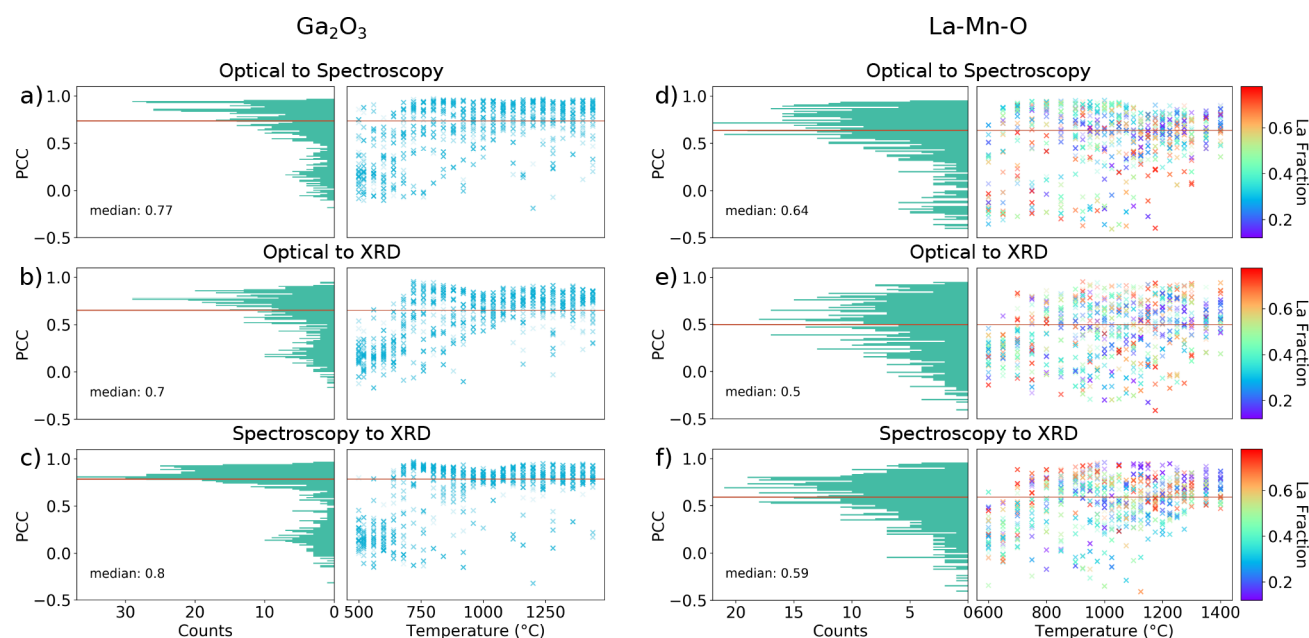 Ga₂O₃
La-Mn-O
Optical to Spectroscopy
a)
PCC
1.0
0.5
0.0
−0.5
median: 0.77
Optical to XRD
b)
PCC
1.0
0.5
0.0
−0.5
median: 0.7
Spectroscopy to XRD
c)
PCC
1.0
0.5
0.0
−0.5
median: 0.8
30 20 10 0
Counts
500 750 1000 1250
Temperature (°C)
Optical to Spectroscopy
d)
PCC
1.0
0.5
0.0
−0.5
median: 0.64
0.6
0.4
0.2
La Fraction
Optical to XRD
e)
PCC
1.0
0.5
0.0
−0.5
median: 0.5
0.6
0.4
0.2
La Fraction
Spectroscopy to XRD
f)
PCC
1.0
0.5
0.0
−0.5
median: 0.59
0.6
0.4
0.2
La Fraction
20 15 10 5 0
Counts
600 800 1000 1200 1400
Temperature (°C)